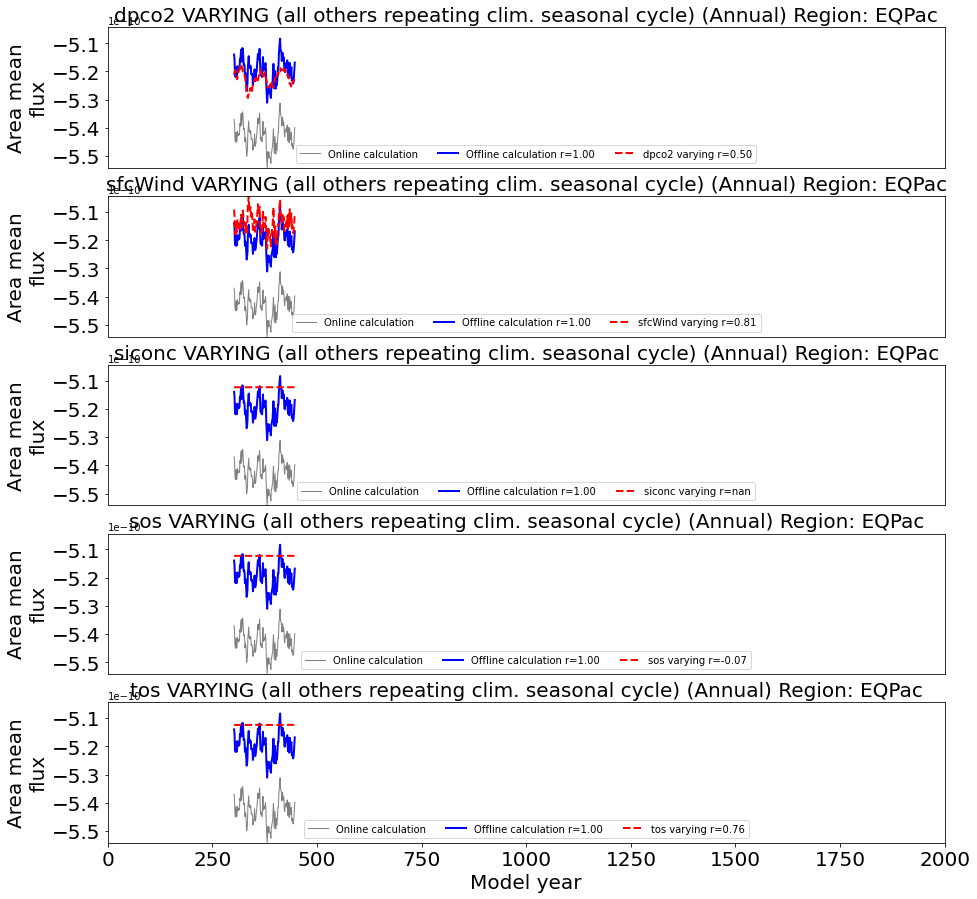 dpco2 VARYING (all others repeating clim. seasonal cycle) (Annual) Region: EQPac
1e−10
−5.1
−5.2
−5.3
−5.4
−5.5
Area mean
flux
Online calculation
Offline calculation r=1.00
dpco2 varying r=0.50
sfcWind VARYING (all others repeating clim. seasonal cycle) (Annual) Region: EQPac
1e−10
−5.1
−5.2
−5.3
−5.4
−5.5
Area mean
flux
Online calculation
Offline calculation r=1.00
sfcWind varying r=0.81
siconc VARYING (all others repeating clim. seasonal cycle) (Annual) Region: EQPac
1e−10
−5.1
−5.2
−5.3
−5.4
−5.5
Area mean
flux
Online calculation
Offline calculation r=1.00
siconc varying r=nan
sos VARYING (all others repeating clim. seasonal cycle) (Annual) Region: EQPac
1e−10
−5.1
−5.2
−5.3
−5.4
−5.5
Area mean
flux
Online calculation
Offline calculation r=1.00
sos varying r=-0.07
tos VARYING (all others repeating clim. seasonal cycle) (Annual) Region: EQPac
1e−10
−5.1
−5.2
−5.3
−5.4
−5.5
Area mean
flux
Online calculation
Offline calculation r=1.00
tos varying r=0.76
0 250 500 750 1000 1250 1500 1750 2000
Model year